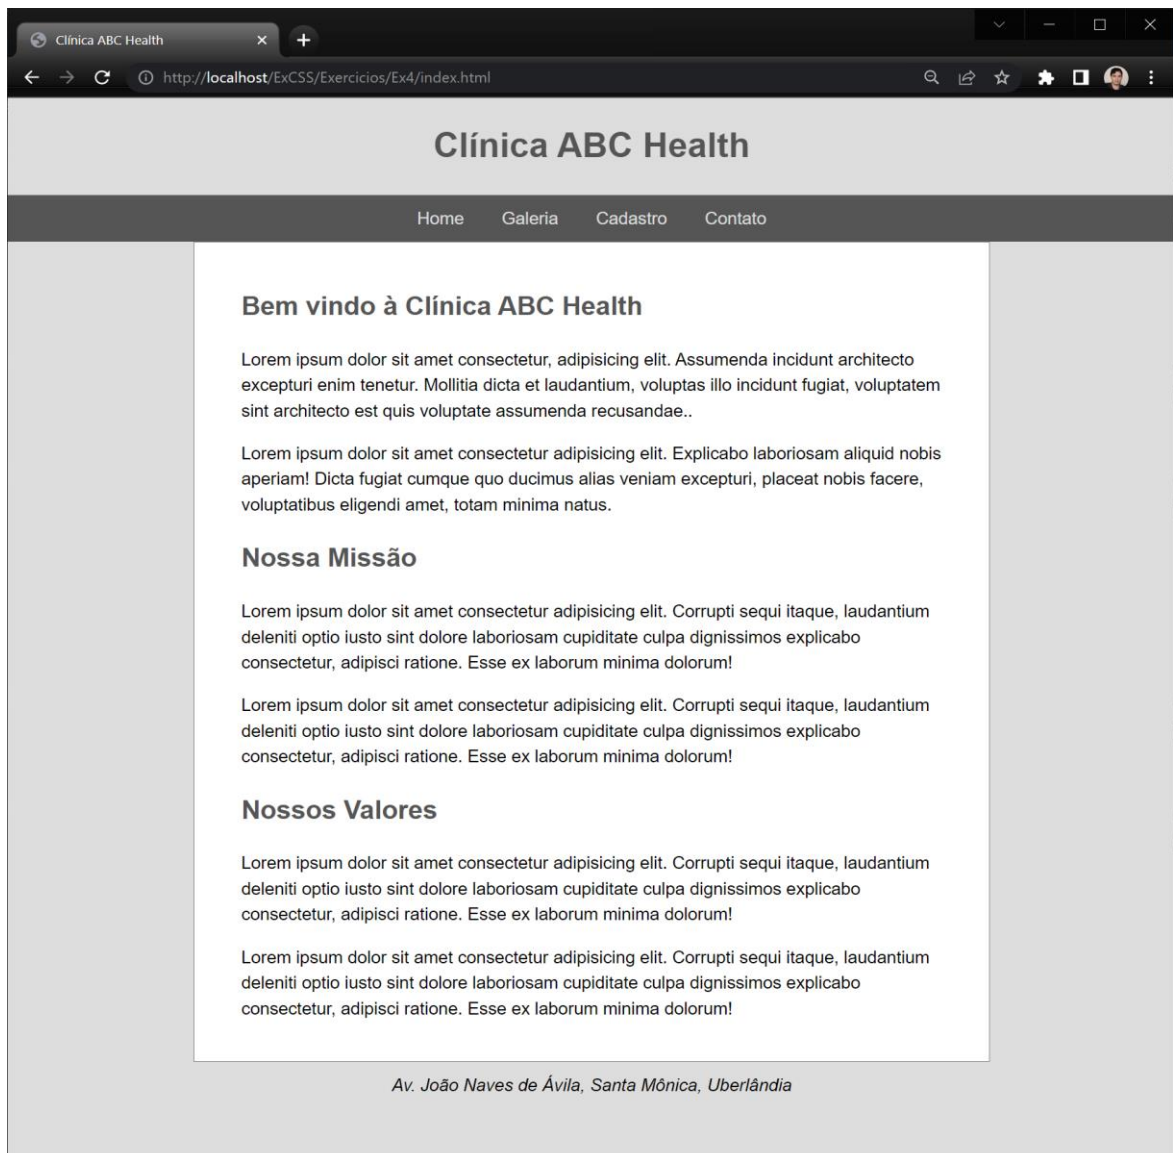 Clínica ABC Health
http://localhost/ExCSS/Exercicios/Ex4/index.html
Clínica ABC Health
Home Galeria Cadastro Contato
Bem vindo à Clínica ABC Health
Lorem ipsum dolor sit amet consectetur, adipisicing elit. Assumenda incidunt architecto
excepturi enim tenetur. Mollitia dicta et laudantium, voluptas illo incidunt fugiat, voluptatem
sint architecto est quis voluptate assumenda recusandae..
Lorem ipsum dolor sit amet consectetur adipisicing elit. Explicabo laboriosam aliquid nobis
aperiam! Dicta fugiat cumque quo ducimus alias veniam excepturi, placeat nobis facere,
voluptatibus eligendi amet, totam minima natus.
Nossa Missão
Lorem ipsum dolor sit amet consectetur adipisicing elit. Corrupti sequi itaque, laudantium
deleniti optio iusto sint dolore laboriosam cupiditate culpa dignissimos explicabo
consectetur, adipisci ratione. Esse ex laborum minima dolorum!
Lorem ipsum dolor sit amet consectetur adipisicing elit. Corrupti sequi itaque, laudantium
deleniti optio iusto sint dolore laboriosam cupiditate culpa dignissimos explicabo
consectetur, adipisci ratione. Esse ex laborum minima dolorum!
Nossos Valores
Lorem ipsum dolor sit amet consectetur adipisicing elit. Corrupti sequi itaque, laudantium
deleniti optio iusto sint dolore laboriosam cupiditate culpa dignissimos explicabo
consectetur, adipisci ratione. Esse ex laborum minima dolorum!
Lorem ipsum dolor sit amet consectetur adipisicing elit. Corrupti sequi itaque, laudantium
deleniti optio iusto sint dolore laboriosam cupiditate culpa dignissimos explicabo
consectetur, adipisci ratione. Esse ex laborum minima dolorum!
Av. João Naves de Ávila, Santa Mônica, Uberlândia